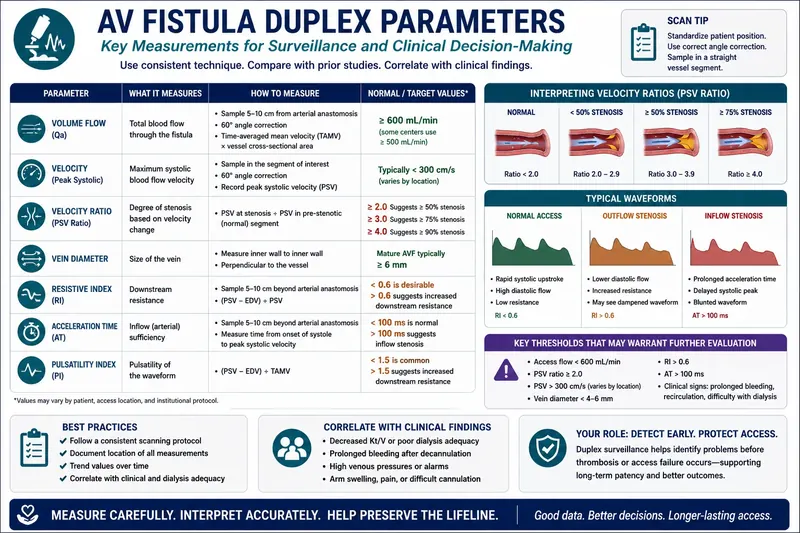 AV FISTULA DUPLEX PARAMETERS
Key Measurements for Surveillance and Clinical Decision-Making
Use consistent technique. Compare with prior studies. Correlate with clinical findings.
SCAN TIP
Standardize patient position.
Use correct angle correction.
Sample in a straight
vessel segment.
PARAMETER
WHAT IT MEASURES
HOW TO MEASURE
NORMAL / TARGET VALUES*
VOLUME FLOW
(Qa)
Total blood flow
through the fistula
• Sample 5–10 cm from arterial anastomosis
• 60° angle correction
• Time-averaged mean velocity (TAMV)
× vessel cross-sectional area
≥ 600 mL/min
(some centers use
≥ 500 mL/min)
VELOCITY
(Peak Systolic)
Maximum systolic
blood flow velocity
• Sample in the segment of interest
• 60° angle correction
• Record peak systolic velocity (PSV)
Typically < 300 cm/s
(varies by location)
VELOCITY RATIO
(PSV Ratio)
Degree of stenosis
based on velocity
change
• PSV at stenosis ÷ PSV in pre-stenotic
(normal) segment
≥ 2.0 Suggests ≥ 50% stenosis
≥ 3.0 Suggests ≥ 75% stenosis
≥ 4.0 Suggests ≥ 90% stenosis
VEIN DIAMETER
Size of the vein
• Measure inner wall to inner wall
• Perpendicular to the vessel
Mature AVF typically
≥ 6 mm
RESISTIVE INDEX
(RI)
Downstream
resistance
• Sample 5–10 cm beyond arterial anastomosis
• (PSV − EDV) ÷ PSV
< 0.6 is desirable
> 0.6 suggests increased
downstream resistance
ACCELERATION TIME
(AT)
Inflow (arterial)
sufficiency
• Sample 5–10 cm beyond arterial anastomosis
• Measure time from onset of systole
to peak systolic velocity
< 100 ms is normal
> 100 ms suggests
inflow stenosis
PULSATILITY INDEX
(PI)
Pulsatility of
the waveform
• (PSV − EDV) ÷ TAMV
< 1.5 is common
> 1.5 suggests increased
downstream resistance
*Values may vary by patient, access location, and institutional protocol.
INTERPRETING VELOCITY RATIOS (PSV RATIO)
NORMAL
< 50% STENOSIS
≥ 50% STENOSIS
≥ 75% STENOSIS
Ratio < 2.0
Ratio 2.0 – 2.9
Ratio 3.0 – 3.9
Ratio ≥ 4.0
TYPICAL WAVEFORMS
NORMAL ACCESS
• Rapid systolic upstroke
• High diastolic flow
• Low resistance
RI < 0.6
OUTFLOW STENOSIS
• Lower diastolic flow
• Increased resistance
• May see dampened waveform
RI > 0.6
INFLOW STENOSIS
• Prolonged acceleration time
• Delayed systolic peak
• Blunted waveform
AT > 100 ms
KEY THRESHOLDS THAT MAY WARRANT FURTHER EVALUATION
• Access flow < 600 mL/min
• PSV ratio ≥ 2.0
• PSV > 300 cm/s (varies by location)
• Vein diameter < 4–6 mm
• RI > 0.6
• AT > 100 ms
• Clinical signs: prolonged bleeding,
recirculation, difficulty with dialysis
BEST PRACTICES
✓ Follow a consistent scanning protocol
✓ Document location of all measurements
✓ Trend values over time
✓ Correlate with clinical and dialysis adequacy
CORRELATE WITH CLINICAL FINDINGS
• Decreased Kt/V or poor dialysis adequacy
• Prolonged bleeding after decannulation
• High venous pressures or alarms
• Arm swelling, pain, or difficult cannulation
YOUR ROLE: DETECT EARLY. PROTECT ACCESS.
Duplex surveillance helps identify problems before
thrombosis or access failure occurs—supporting
long-term patency and better outcomes.
MEASURE CAREFULLY. INTERPRET ACCURATELY. HELP PRESERVE THE LIFELINE.
Good data. Better decisions. Longer-lasting access.